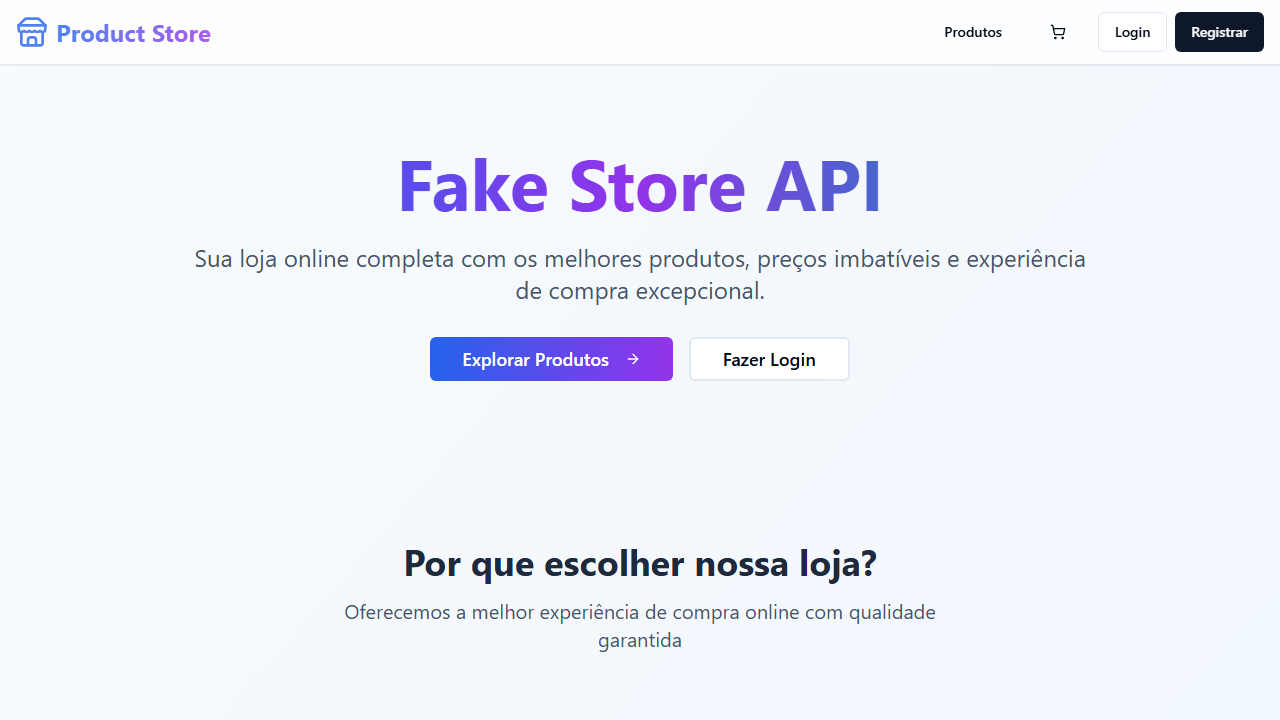 Product Store
Produtos
Login
Registrar
Fake Store API
Sua loja online completa com os melhores produtos, preços imbatíveis e experiência
de compra excepcional.
Explorar Produtos
Fazer Login
Por que escolher nossa loja?
Oferecemos a melhor experiência de compra online com qualidade
garantida